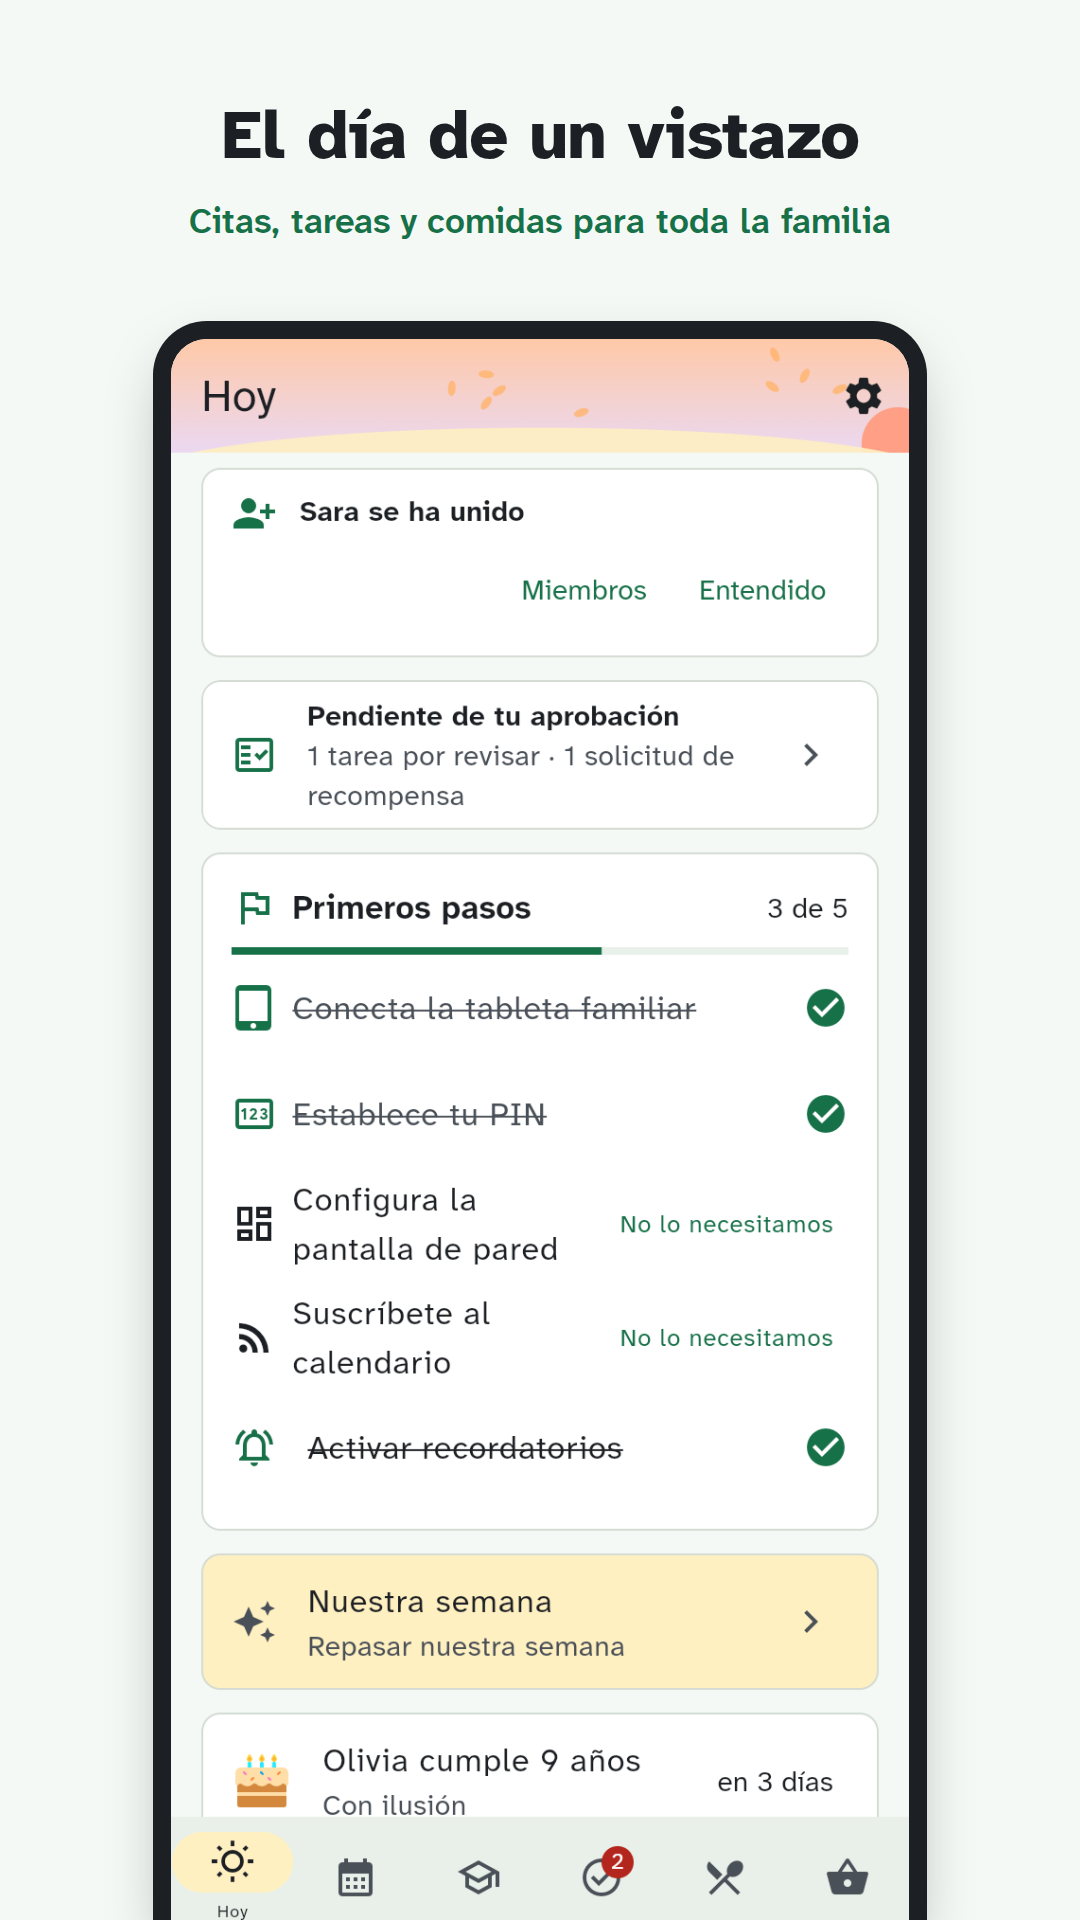 El día de un vistazo
Citas, tareas y comidas para toda la familia
Hoy
Sara se ha unido
Miembros Entendido
Pendiente de tu aprobación
1 tarea por revisar · 1 solicitud de
recompensa
Primeros pasos 3 de 5
Conecta la tableta familiar
123 Establece tu PIN
Configura la
pantalla de pared
No lo necesitamos
Suscríbete al
calendario
No lo necesitamos
Activar recordatorios
Nuestra semana
Repasar nuestra semana
Olivia cumple 9 años
Con ilusión
en 3 días
2
Hoy